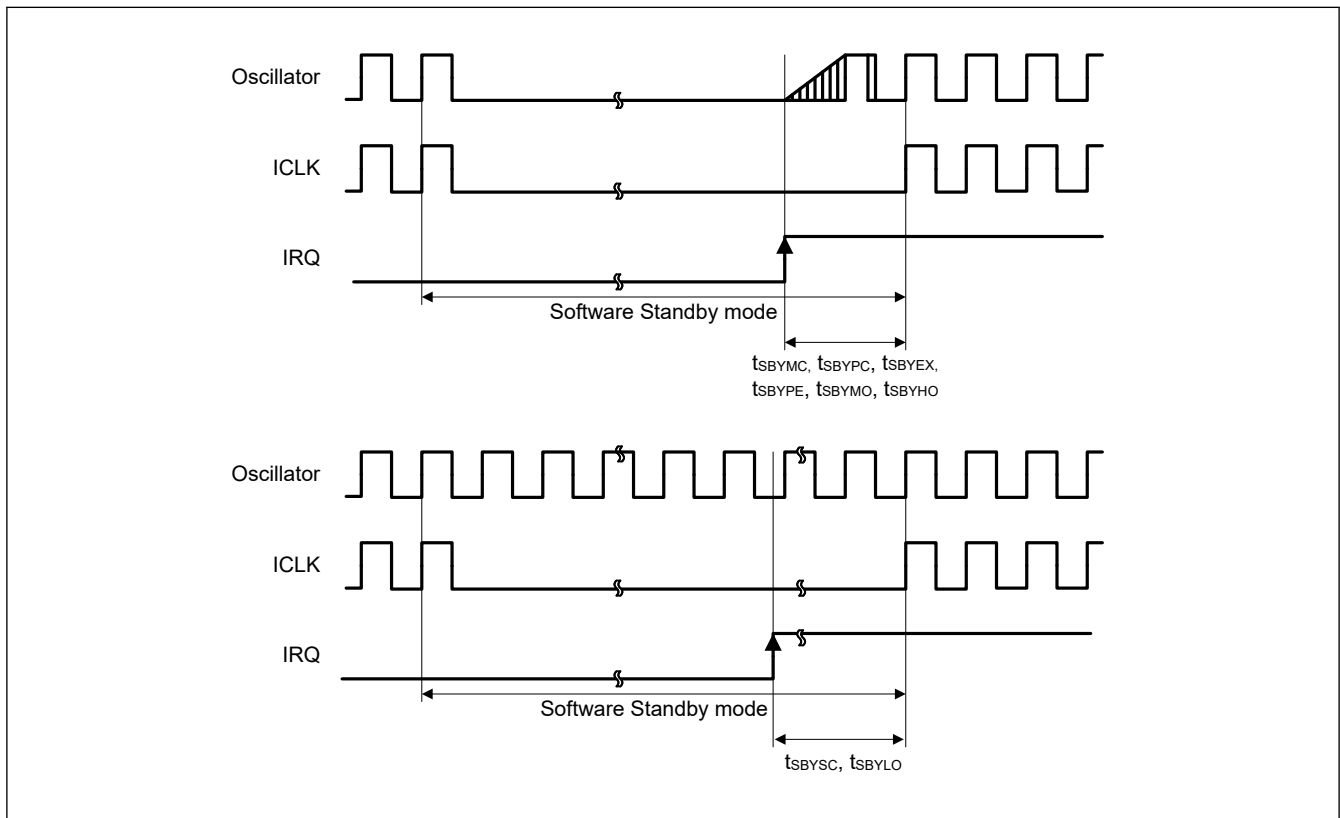 Oscillator
ICLK
IRQ
Software Standby mode
tSBYMC, tSBYPC, tSBYEX,
tSBYPE, tSBYMO, tSBYHO
Oscillator
ICLK
IRQ
Software Standby mode
tSBYSC, tSBYLO